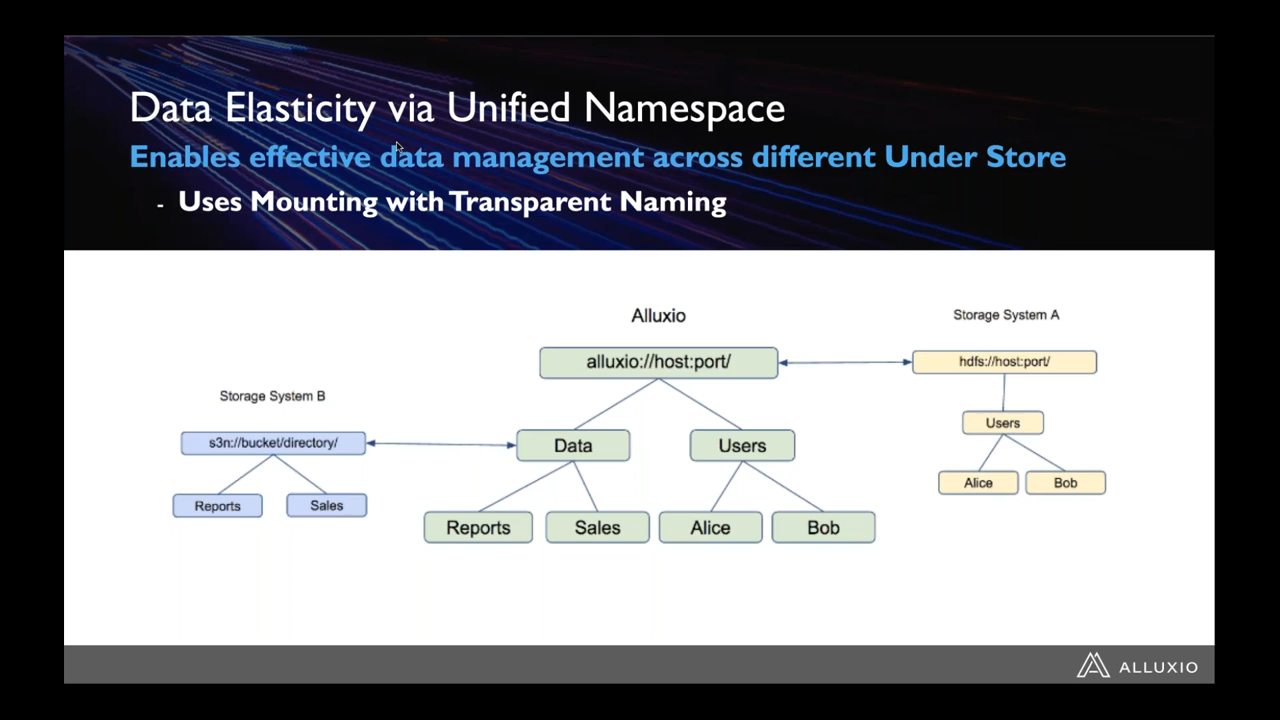 Data Elasticity via Unified Namespace
Enables effective data management across different Under Store
- Uses Mounting with Transparent Naming
Alluxio
Storage System A
alluxio://host:port/
hdfs://host:port/
Storage System B
Users
s3n://bucket/directory/
Data
Users
Alice
Bob
Reports
Sales
Reports
Sales
Alice
Bob
ALLUXIO